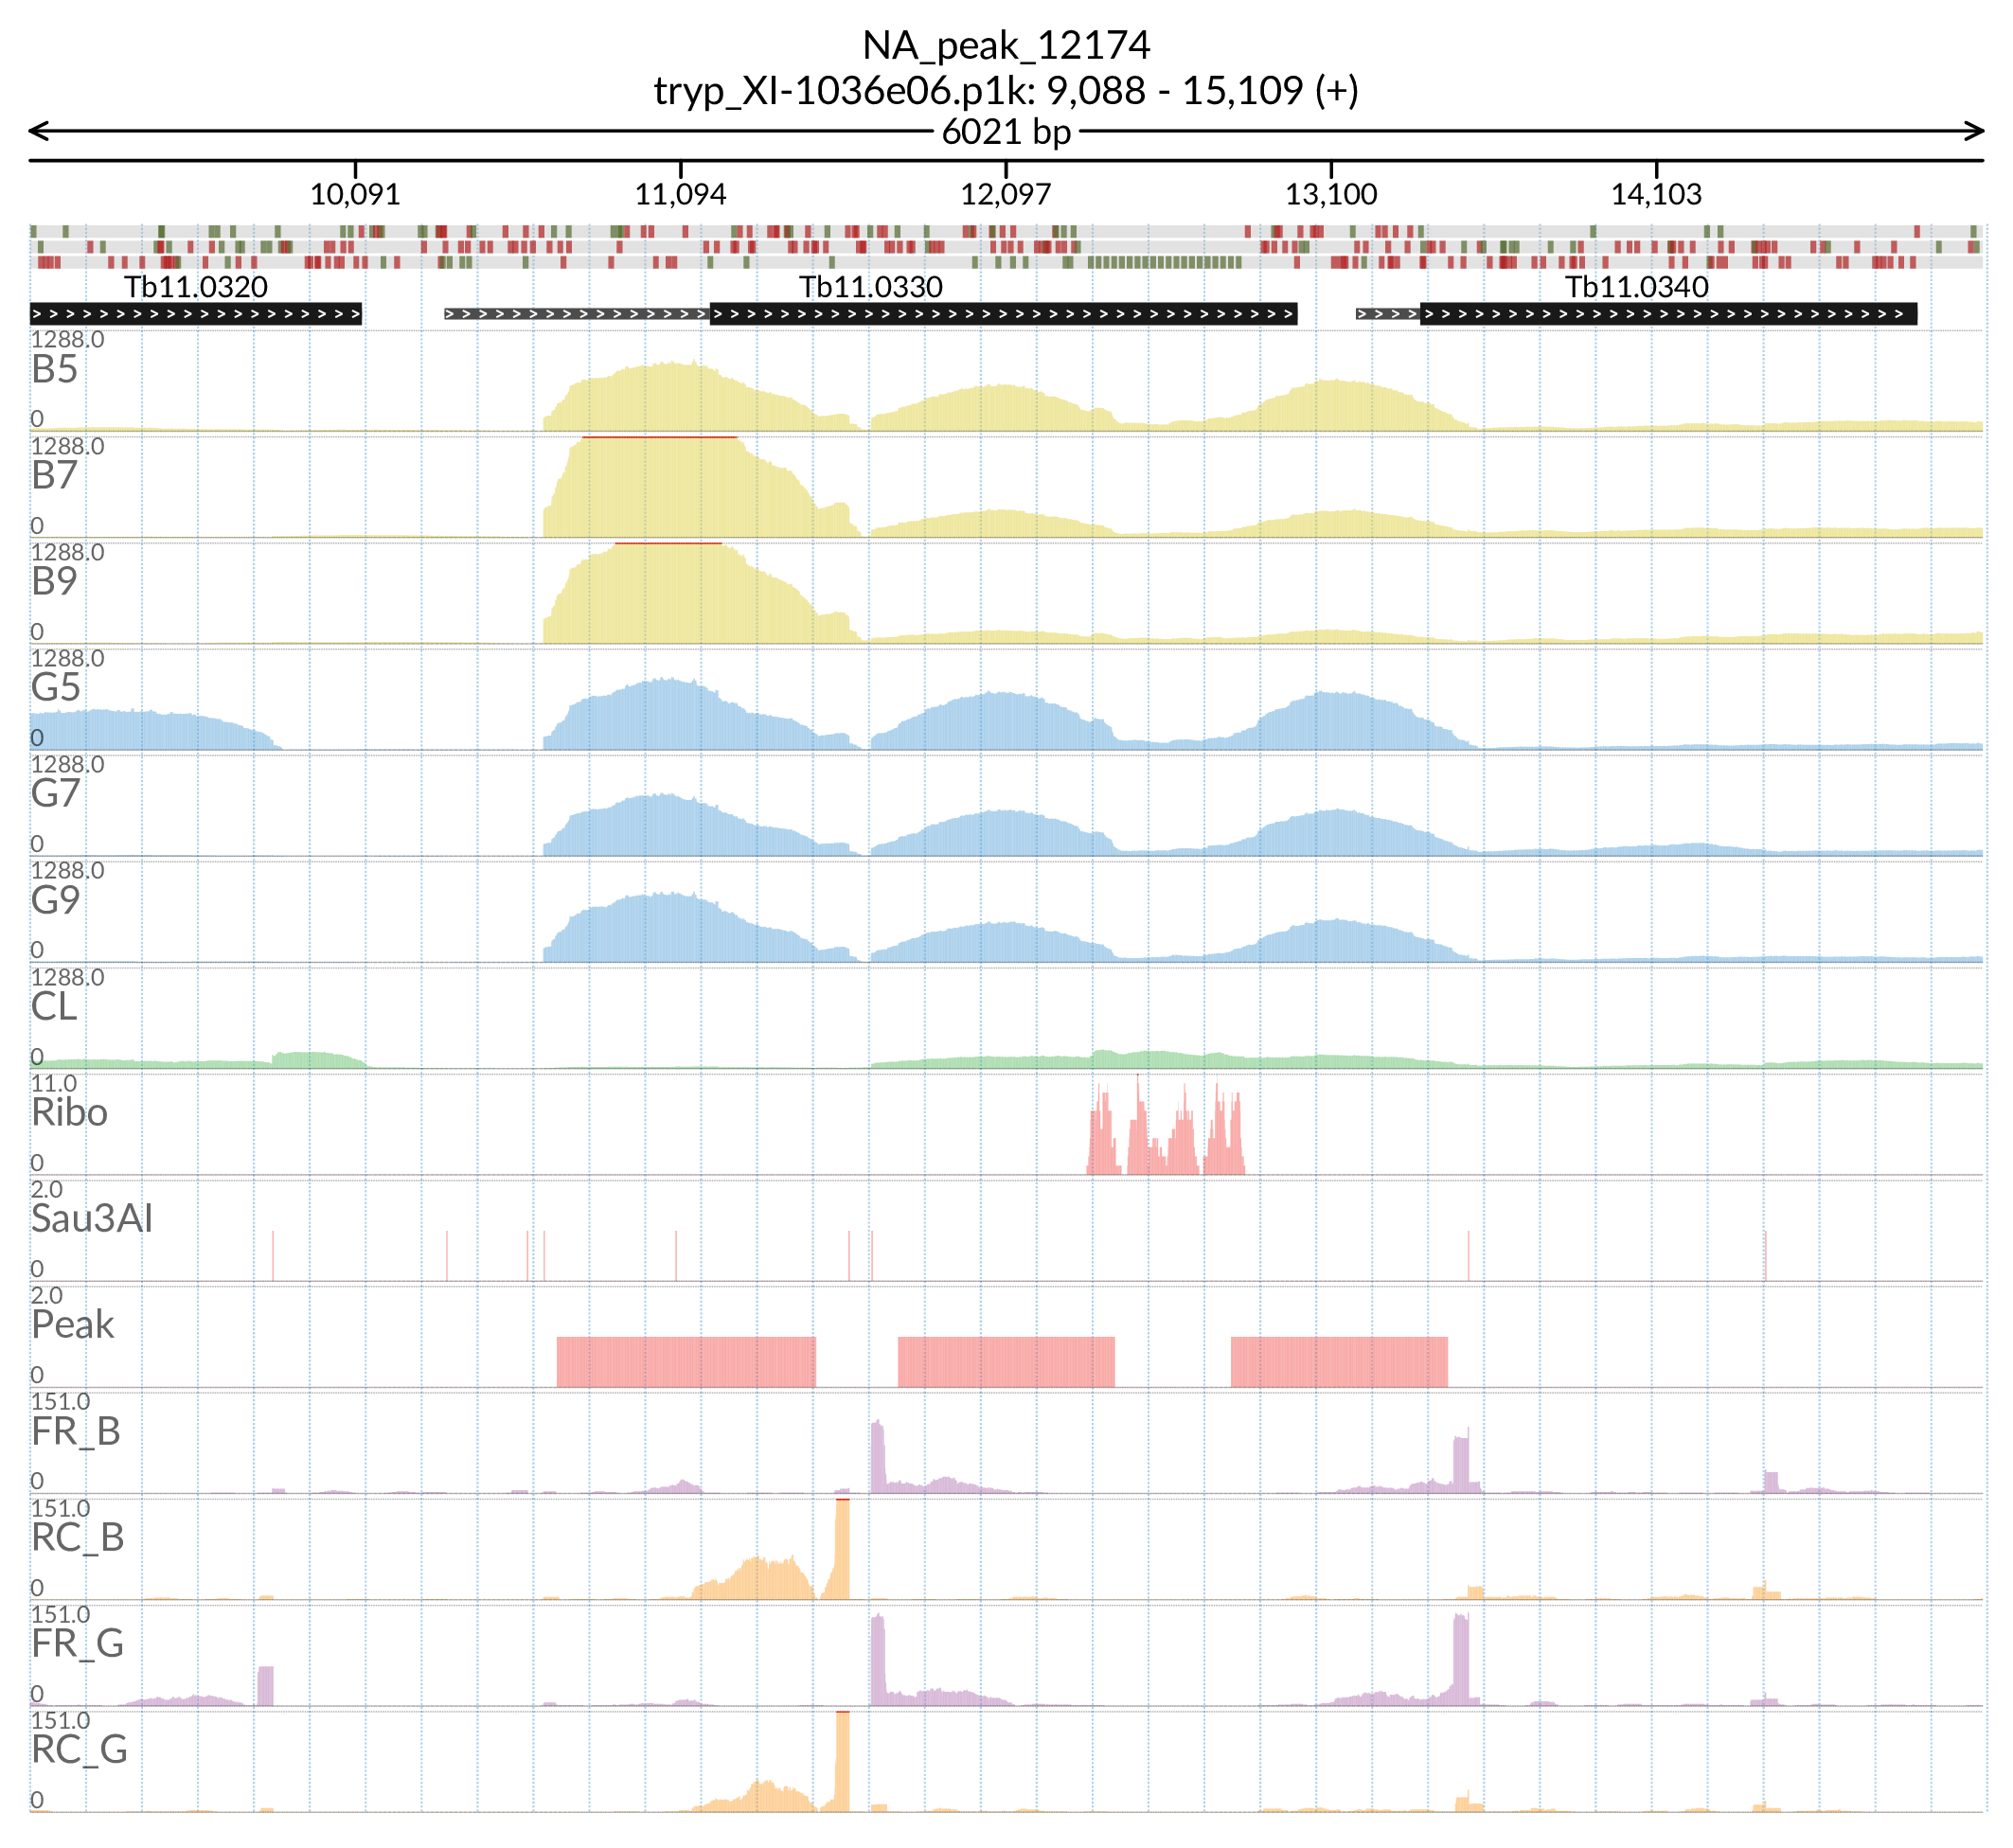 NA_peak_12174
tryp_XI-1036e06.p1k: 9,088 - 15,109 (+)
6021 bp
10,091 11,094 12,097 13,100 14,103
Tb11.0320 Tb11.0330 Tb11.0340
1288.0
B5
0
1288.0
B7
0
1288.0
B9
0
1288.0
G5
0
1288.0
G7
0
1288.0
G9
0
1288.0
CL
0
11.0
Ribo
0
2.0
Sau3AI
0
2.0
Peak
0
151.0
FR_B
0
151.0
RC_B
0
151.0
FR_G
0
151.0
RC_G
0